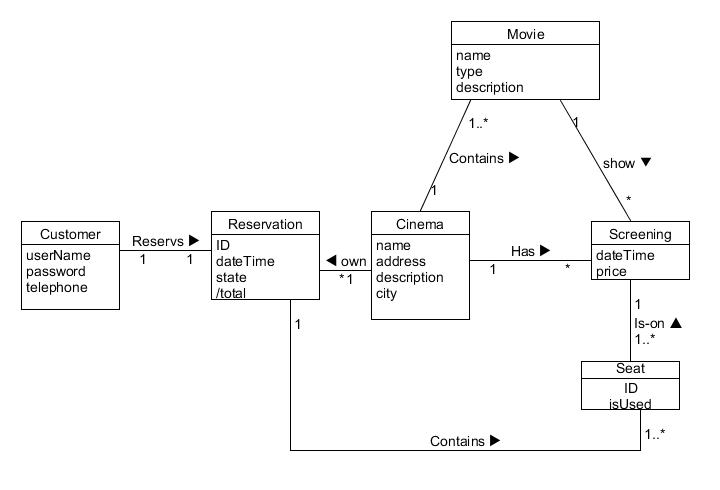 Movie
name
type
description
1..*
1
Contains ▶
show ▼
1
*
Customer
userName
password
telephone
Reservs ▶
1
1
Reservation
ID
dateTime
state
/total
◀ own
*
1
Cinema
name
address
description
city
Has ▶
1
*
Screening
dateTime
price
1
Is-on ▲
1..*
Seat
ID
isUsed
1
Contains ▶
1..*